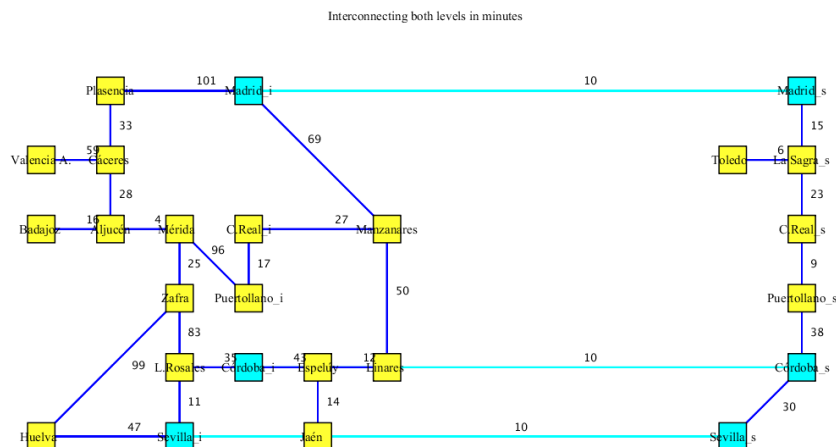 Interconnecting both levels in minutes
Plasencia 101 Madrid_i 10 Madrid_s
33 69 15
Valencia A. 59 Cáceres Toledo 6 La Sagra_s
28 23
Badajoz 16 Aljucén 4 Mérida C.Real_i 27 Manzanares C.Real_s
96 17 9
25 50
Zafra Puertollano_i Puertollano_s
83 38
99 L.Rosales 35 Córdoba_i 43 Espelúy 12 Linares 10 Córdoba_s
11 14 30
Huelva 47 Sevilla_i Jaén 10 Sevilla_s